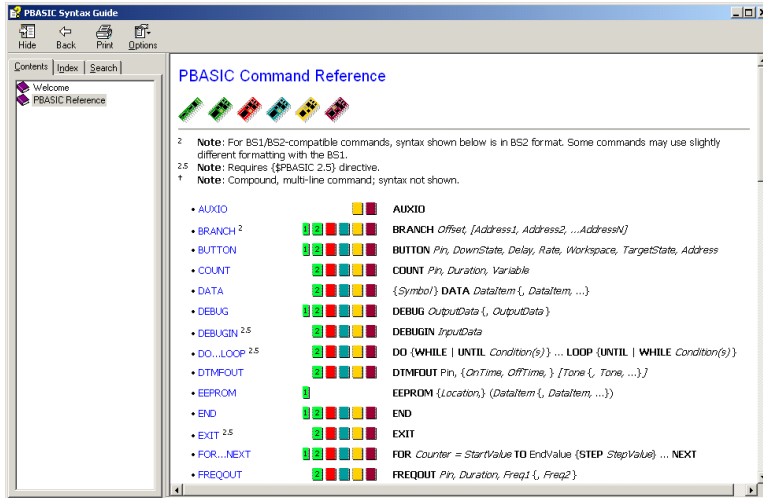 PBASIC Syntax Guide
Hide Back Print Options
Contents Index Search
Welcome
PBASIC Reference
PBASIC Command Reference
2 Note: For BS1/BS2-compatible commands, syntax shown below is in BS2 format. Some commands may use slightly
different formatting with the BS1.
2.5 Note: Requires {$PBASIC 2.5} directive.
† Note: Compound, multi-line command; syntax not shown.
• AUXIO AUXIO
• BRANCH 2 1 2 BRANCH Offset, [Address1, Address2, ...AddressN]
• BUTTON 1 2 BUTTON Pin, DownState, Delay, Rate, Workspace, TargetState, Address
• COUNT 2 COUNT Pin, Duration, Variable
• DATA 2 {Symbol} DATA DataItem {, DataItem, ...}
• DEBUG 1 2 DEBUG OutputData {, OutputData}
• DEBUGIN 2.5 2 DEBUGIN InputData
• DO...LOOP 2.5 2 DO {WHILE | UNTIL Condition(s)} ... LOOP {UNTIL | WHILE Condition(s)}
• DTMFOUT 2 DTMFOUT Pin, {OnTime, OffTime, } [Tone {, Tone, ...}]
• EEPROM 1 EEPROM {Location,} (DataItem {, DataItem, ...})
• END 1 2 END
• EXIT 2.5 2 EXIT
• FOR...NEXT 1 2 FOR Counter = StartValue TO EndValue {STEP StepValue} ... NEXT
• FREQOUT 2 FREQOUT Pin, Duration, Freq1 {, Freq2}